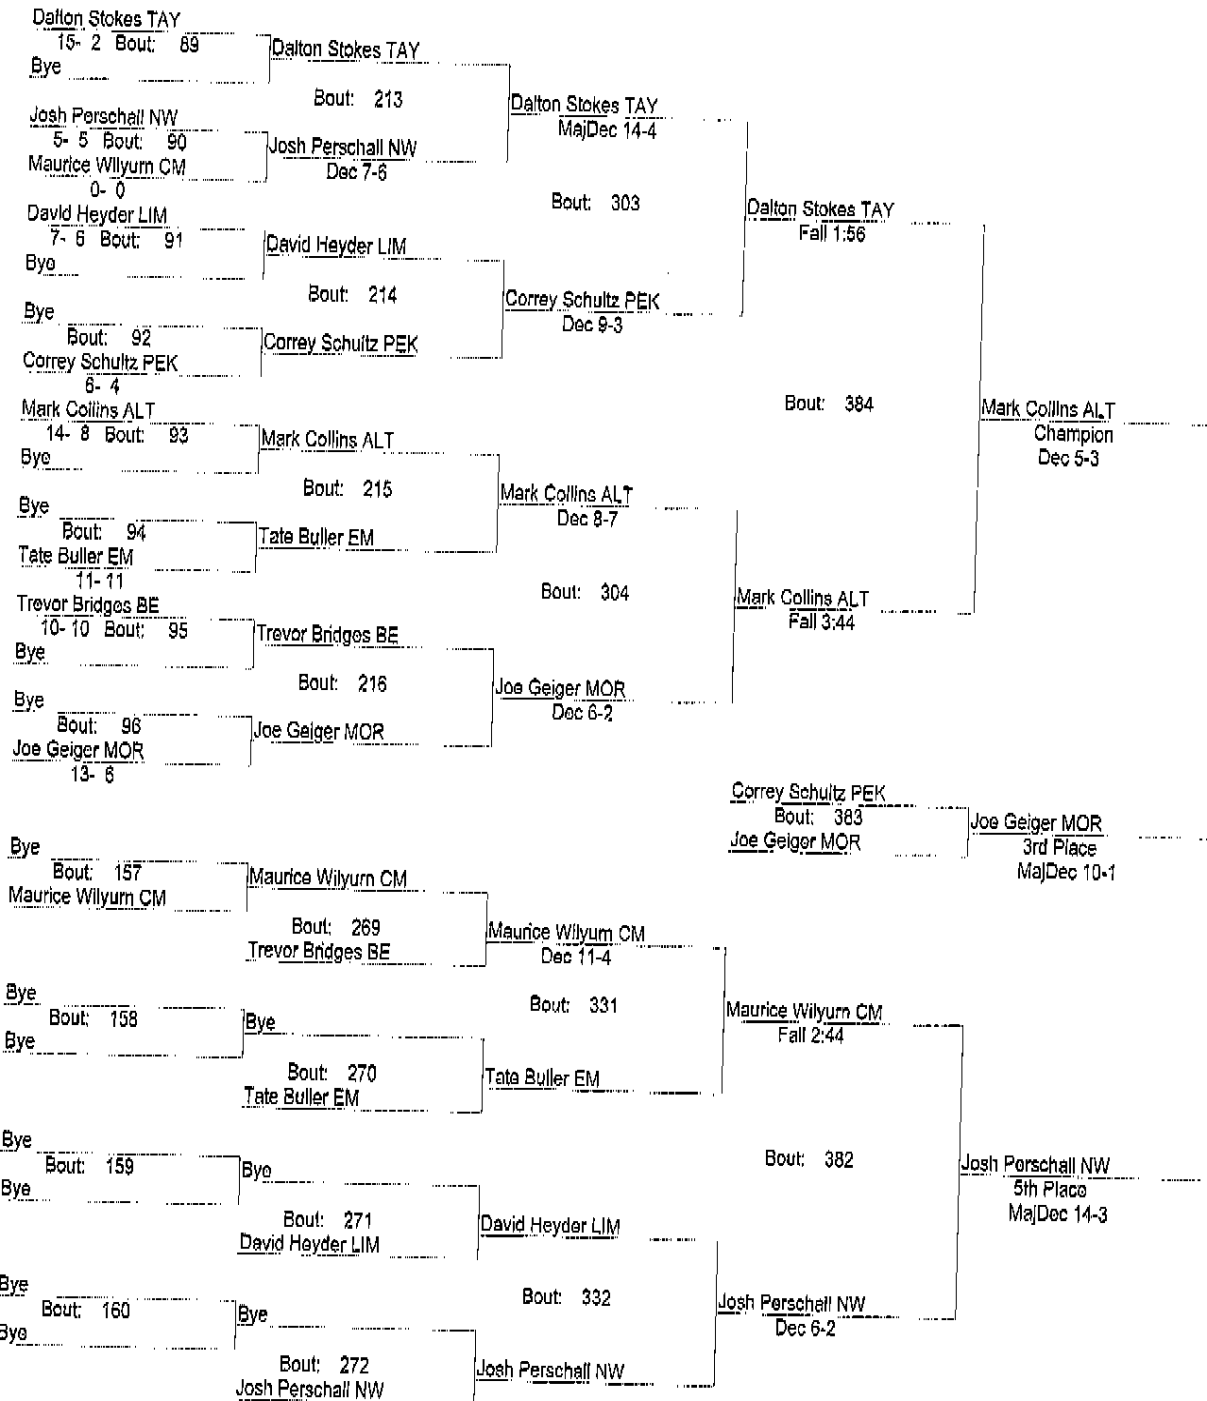 Dalton Stokes TAY
15- 2 Bout: 89
Bye
Dalton Stokes TAY
Bout: 213
Josh Perschall NW
5- 5 Bout: 90
Maurice Wilyurn CM
0- 0
Josh Perschall NW
Dec 7-6
Dalton Stokes TAY
MajDec 14-4
Bout: 303
David Heyder LIM
7- 6 Bout: 91
Bye
David Heyder LIM
Bout: 214
Bye
Bout: 92
Correy Schultz PEK
6- 4
Correy Schultz PEK
Correy Schultz PEK
Dec 9-3
Dalton Stokes TAY
Fall 1:56
Bout: 384
Mark Collins ALT
14- 8 Bout: 93
Bye
Mark Collins ALT
Bout: 215
Bye
Bout: 94
Tate Buller EM
11- 11
Tate Buller EM
Mark Collins ALT
Dec 8-7
Bout: 304
Trevor Bridges BE
10- 10 Bout: 95
Bye
Trevor Bridges BE
Bout: 216
Bye
Bout: 96
Joe Geiger MOR
13- 6
Joe Geiger MOR
Joe Geiger MOR
Dec 6-2
Mark Collins ALT
Fall 3:44
Mark Collins ALT
Champion
Dec 5-3
Correy Schultz PEK
Bout: 383
Joe Geiger MOR
Joe Geiger MOR
3rd Place
MajDec 10-1
Bye
Bout: 157
Maurice Wilyurn CM
Maurice Wilyurn CM
Bout: 269
Trevor Bridges BE
Maurice Wilyurn CM
Dec 11-4
Bout: 331
Bye
Bout: 158
Bye
Bye
Bout: 270
Tate Buller EM
Tate Buller EM
Maurice Wilyurn CM
Fall 2:44
Bout: 382
Bye
Bout: 159
Bye
Bye
Bout: 271
David Heyder LIM
David Heyder LIM
Bout: 332
Bye
Bout: 160
Bye
Bye
Bout: 272
Josh Perschall NW
Josh Perschall NW
Josh Perschall NW
Dec 6-2
Josh Perschall NW
5th Place
MajDec 14-3